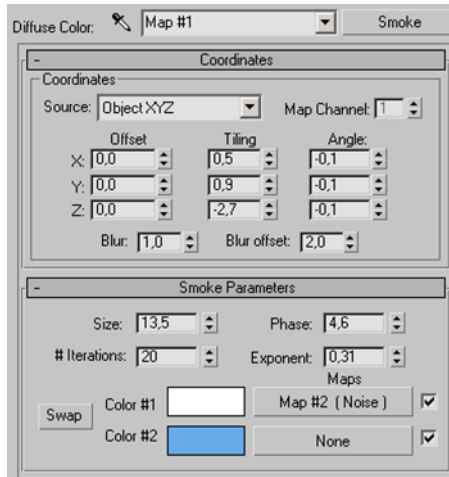 Diffuse Color: Map #1 Smoke
- Coordinates
Coordinates
Source: Object XYZ Map Channel: 1
Offset Tiling Angle:
X: 0,0 0,5 -0,1
Y: 0,0 0,9 -0,1
Z: 0,0 -2,7 -0,1
Blur: 1,0 Blur offset: 2,0
- Smoke Parameters
Size: 13,5 Phase: 4,6
# Iterations: 20 Exponent: 0,31
Maps
Swap Color #1 Map #2 ( Noise )
Color #2 None